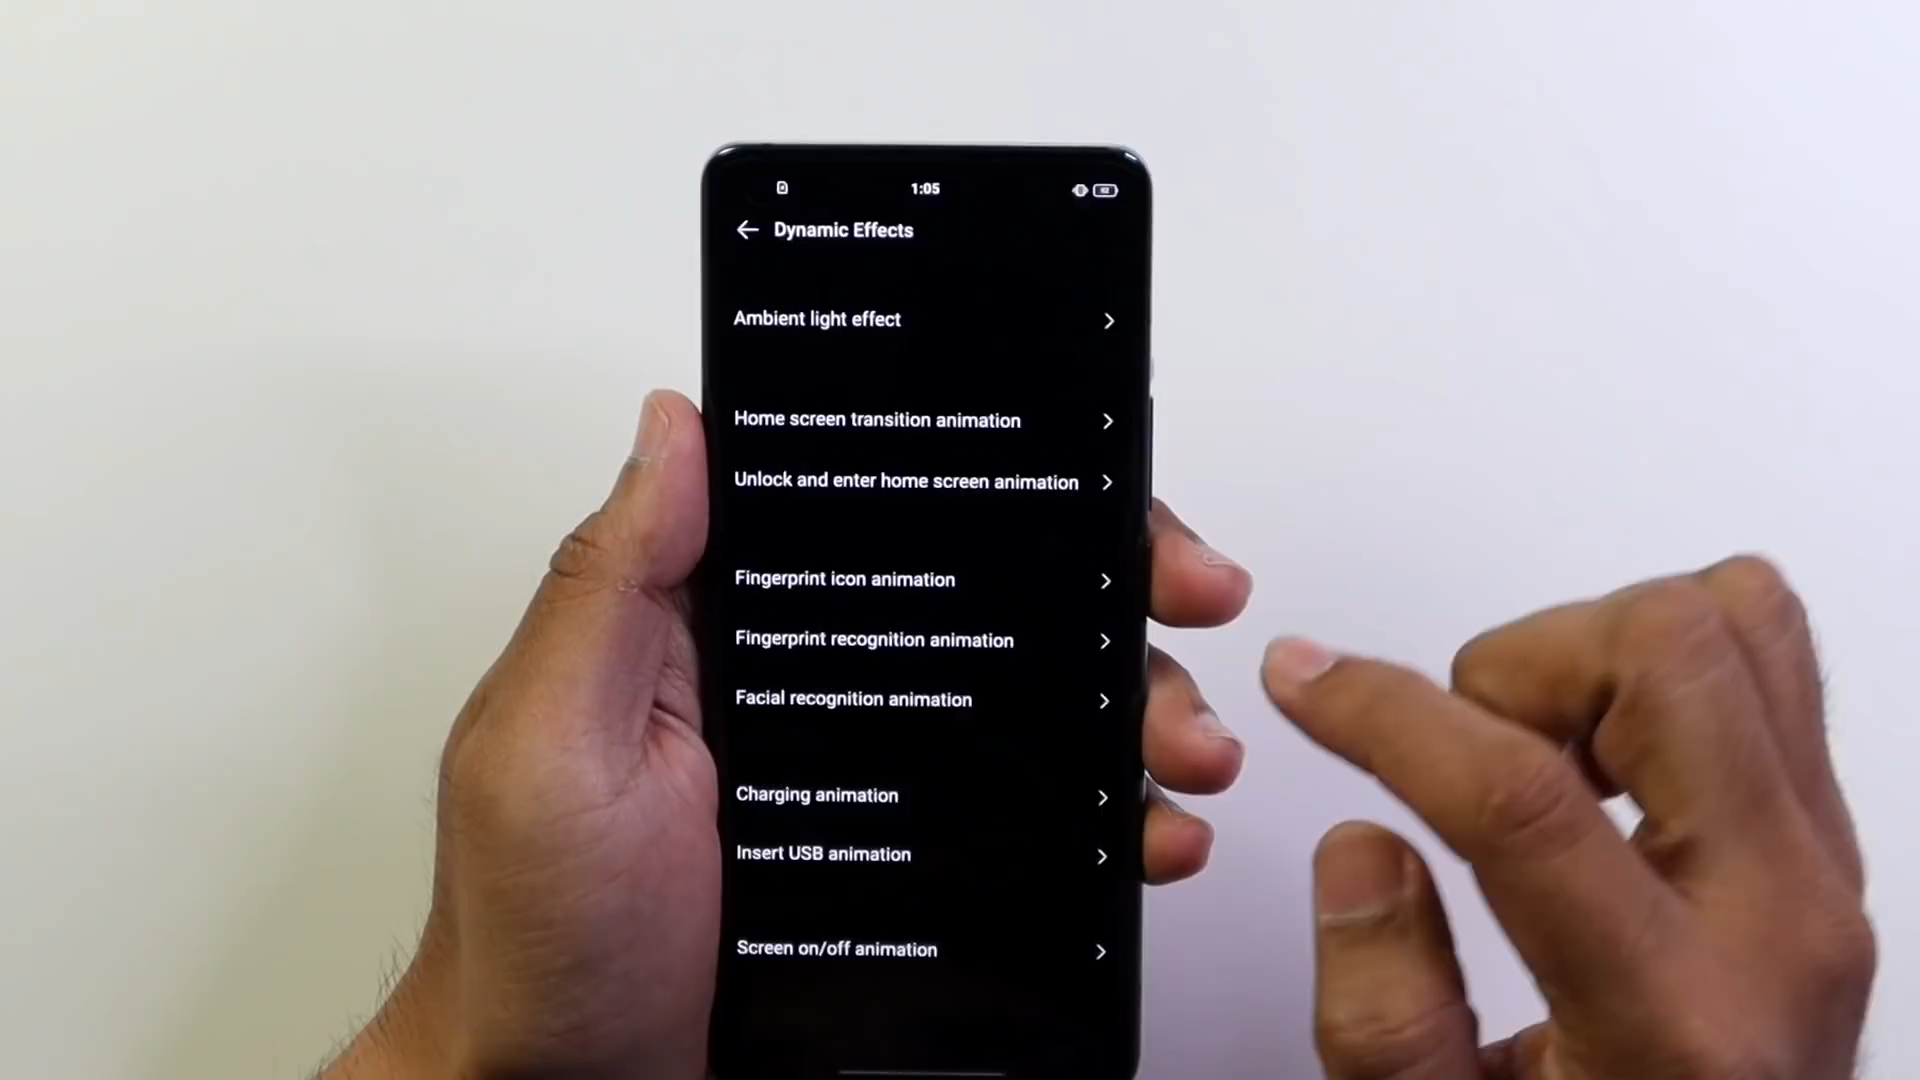 1:05
Dynamic Effects
Ambient light effect
Home screen transition animation
Unlock and enter home screen animation
Fingerprint icon animation
Fingerprint recognition animation
Facial recognition animation
Charging animation
Insert USB animation
Screen on/off animation